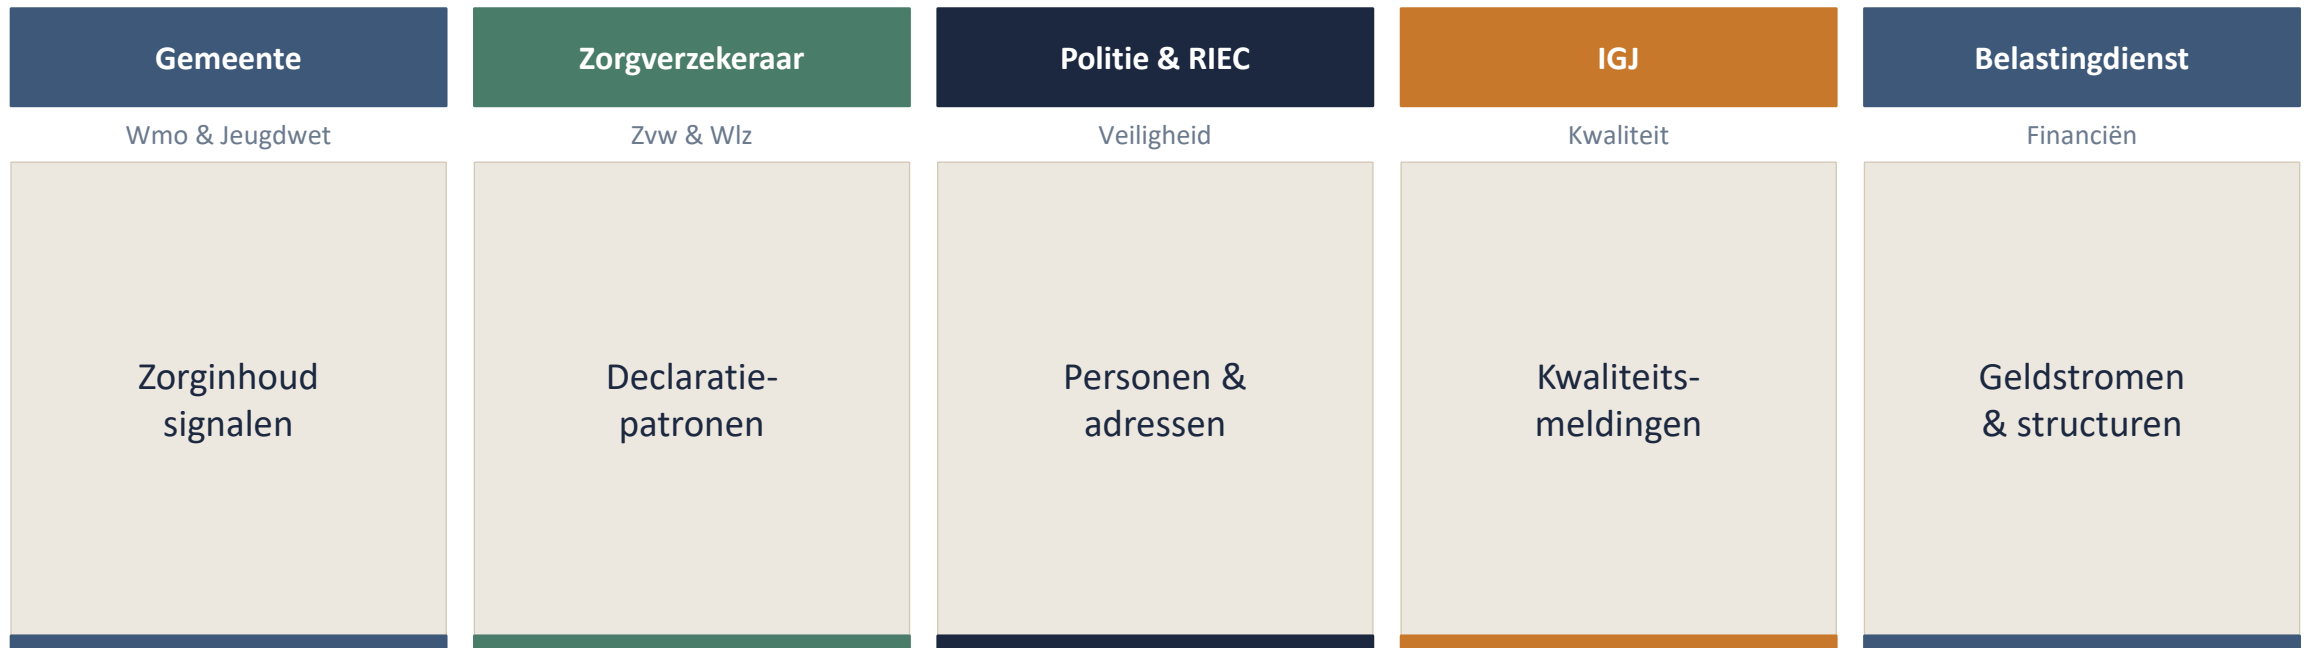 Gemeente
Wmo & Jeugdwet
Zorginhoud
signalen
Zorgverzekeraar
Zvw & Wlz
Declaratie-
patronen
Politie & RIEC
Veiligheid
Personen &
adressen
IGJ
Kwaliteit
Kwaliteits-
meldingen
Belastingdienst
Financiën
Geldstromen
& structuren